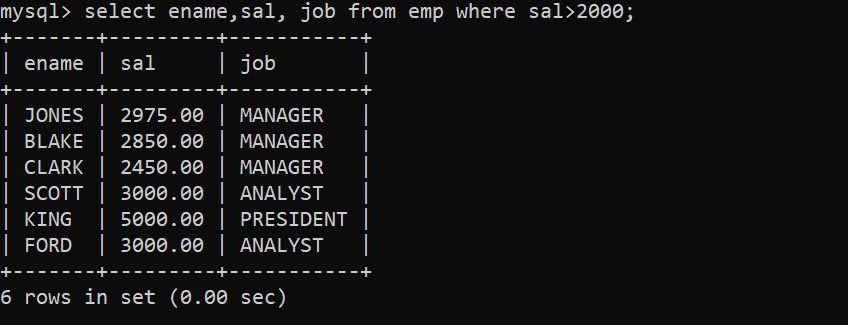 mysql> select ename,sal, job from emp where sal>2000;
+-------+---------+-----------+
| ename | sal     | job       |
+-------+---------+-----------+
| JONES | 2975.00 | MANAGER   |
| BLAKE | 2850.00 | MANAGER   |
| CLARK | 2450.00 | MANAGER   |
| SCOTT | 3000.00 | ANALYST   |
| KING  | 5000.00 | PRESIDENT |
| FORD  | 3000.00 | ANALYST   |
+-------+---------+-----------+
6 rows in set (0.00 sec)